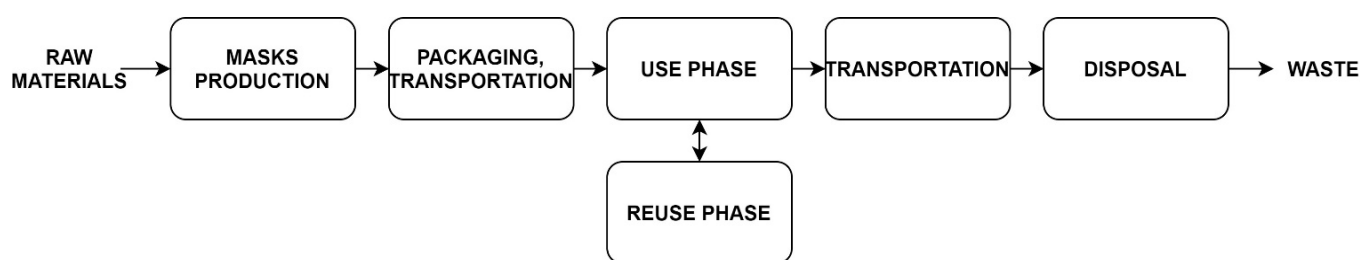 RAW
MATERIALS
MASKS
PRODUCTION
PACKAGING,
TRANSPORTATION
USE PHASE
TRANSPORTATION
DISPOSAL
WASTE
REUSE PHASE